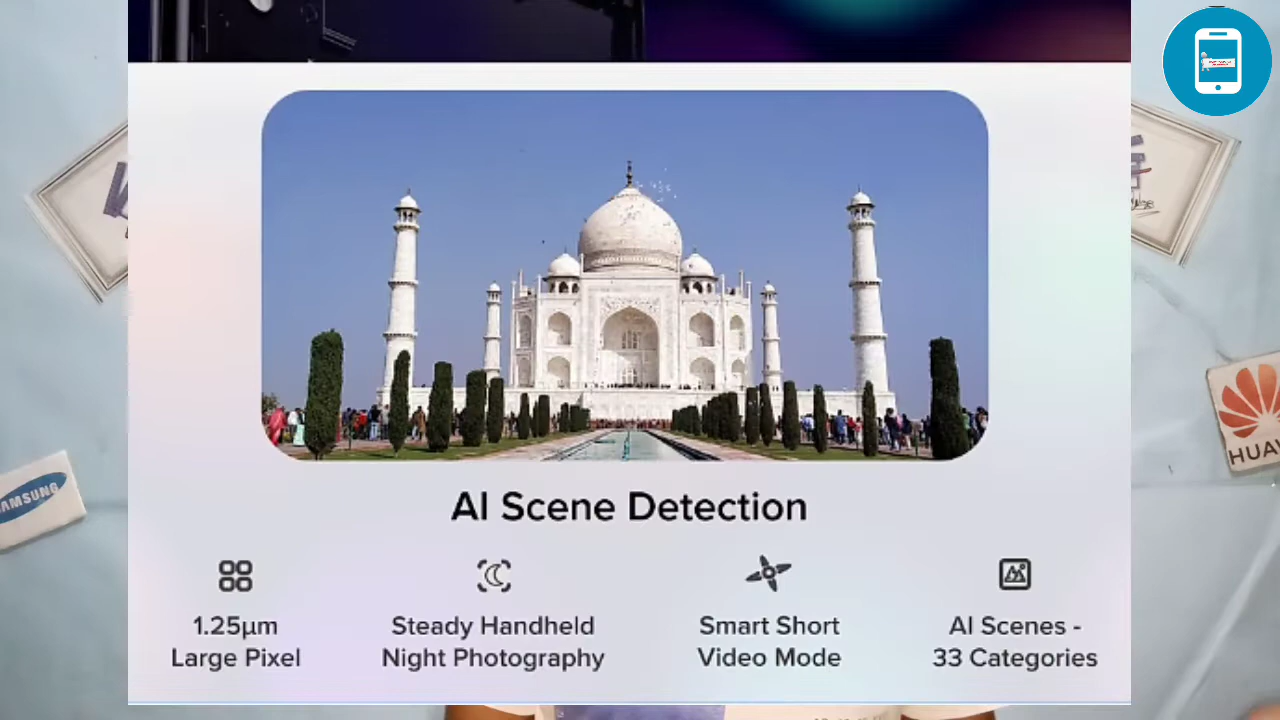 AI Scene Detection
1.25µm
Large Pixel
Steady Handheld
Night Photography
Smart Short
Video Mode
AI Scenes -
33 Categories
SAMSUNG
HUAW